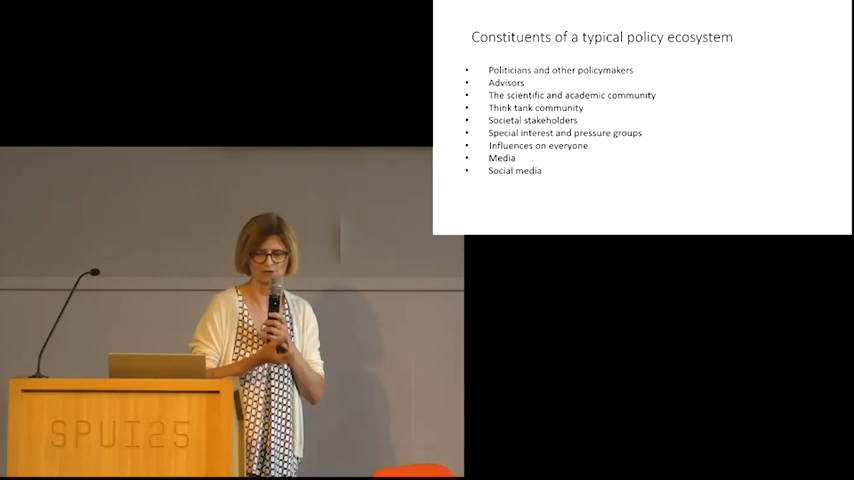 Constituents of a typical policy ecosystem
• Politicians and other policymakers
• Advisors
• The scientific and academic community
• Think tank community
• Societal stakeholders
• Special interest and pressure groups
• Influences on everyone
• Media
• Social media
SPUI25